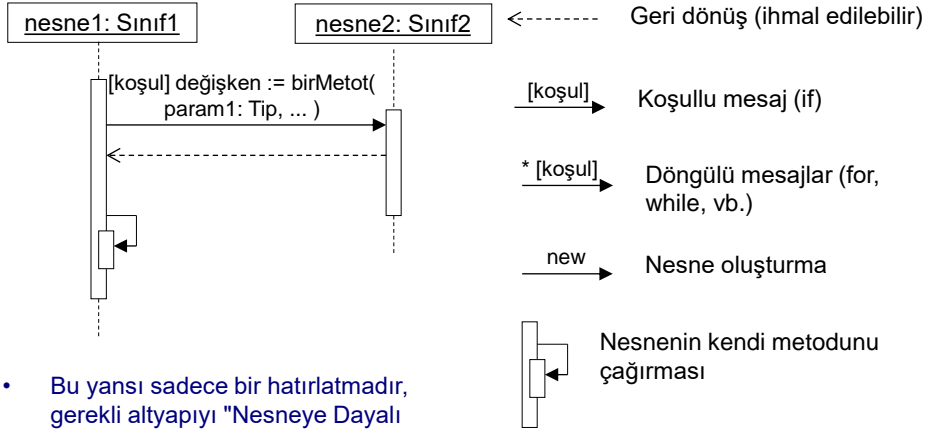 nesne1: Sınıf1
nesne2: Sınıf2
[koşul] değişken := birMetot(
param1: Tip, ... )
Geri dönüş (ihmal edilebilir)
[koşul]
Koşullu mesaj (if)
* [koşul]
Döngülü mesajlar (for,
while, vb.)
new
Nesne oluşturma
Nesnenin kendi metodunu
çağırması
• Bu yansı sadece bir hatırlatmadır,
gerekli altyapıyı "Nesneye Dayalı